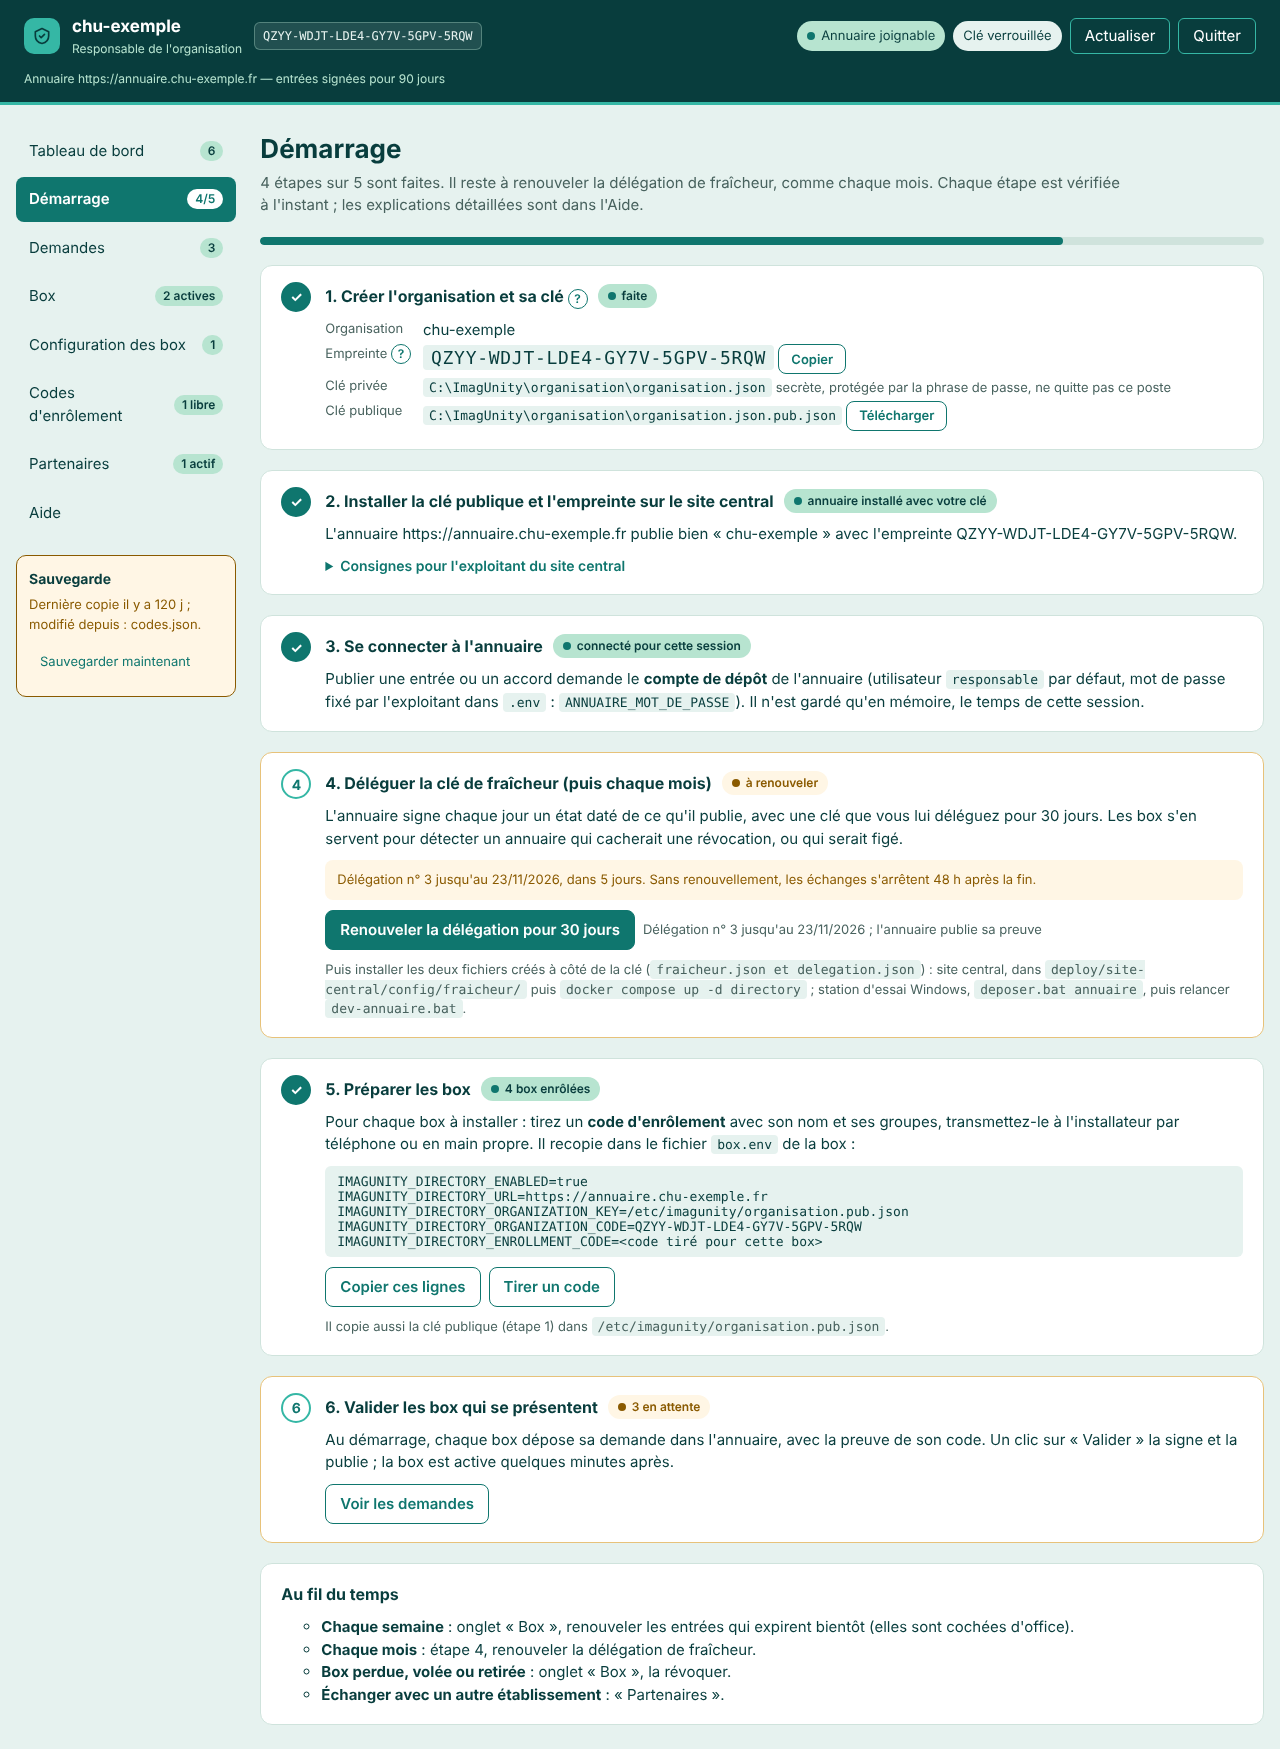 chu-exemple
Responsable de l'organisation
QZYY-WDJT-LDE4-GY7V-5GPV-5RQW
Annuaire joignable
Clé verrouillée
Actualiser
Quitter
Annuaire https://annuaire.chu-exemple.fr — entrées signées pour 90 jours
Tableau de bord 6
Démarrage 4/5
Demandes 3
Box 2 actives
Configuration des box 1
Codes
d'enrôlement 1 libre
Partenaires 1 actif
Aide
Sauvegarde
Dernière copie il y a 120 j ;
modifié depuis : codes.json.
Sauvegarder maintenant
Démarrage
4 étapes sur 5 sont faites. Il reste à renouveler la délégation de fraîcheur, comme chaque mois. Chaque étape est vérifiée
à l'instant ; les explications détaillées sont dans l'Aide.
1. Créer l'organisation et sa clé ? faite
Organisation chu-exemple
Empreinte ? QZYY-WDJT-LDE4-GY7V-5GPV-5RQW Copier
Clé privée C:\ImagUnity\organisation\organisation.json secrète, protégée par la phrase de passe, ne quitte pas ce poste
Clé publique C:\ImagUnity\organisation\organisation.json.pub.json Télécharger
2. Installer la clé publique et l'empreinte sur le site central annuaire installé avec votre clé
L'annuaire https://annuaire.chu-exemple.fr publie bien « chu-exemple » avec l'empreinte QZYY-WDJT-LDE4-GY7V-5GPV-5RQW.
Consignes pour l'exploitant du site central
3. Se connecter à l'annuaire connecté pour cette session
Publier une entrée ou un accord demande le compte de dépôt de l'annuaire (utilisateur responsable par défaut, mot de passe
fixé par l'exploitant dans .env : ANNUAIRE_MOT_DE_PASSE). Il n'est gardé qu'en mémoire, le temps de cette session.
4 4. Déléguer la clé de fraîcheur (puis chaque mois) à renouveler
L'annuaire signe chaque jour un état daté de ce qu'il publie, avec une clé que vous lui déléguez pour 30 jours. Les box s'en
servent pour détecter un annuaire qui cacherait une révocation, ou qui serait figé.
Délégation n° 3 jusqu'au 23/11/2026, dans 5 jours. Sans renouvellement, les échanges s'arrêtent 48 h après la fin.
Renouveler la délégation pour 30 jours Délégation n° 3 jusqu'au 23/11/2026 ; l'annuaire publie sa preuve
Puis installer les deux fichiers créés à côté de la clé (fraicheur.json et delegation.json) : site central, dans deploy/site-
central/config/fraicheur/ puis docker compose up -d directory ; station d'essai Windows, deposer.bat annuaire, puis relancer
dev-annuaire.bat.
5. Préparer les box 4 box enrôlées
Pour chaque box à installer : tirez un code d'enrôlement avec son nom et ses groupes, transmettez-le à l'installateur par
téléphone ou en main propre. Il recopie dans le fichier box.env de la box :
IMAGUNITY_DIRECTORY_ENABLED=true
IMAGUNITY_DIRECTORY_URL=https://annuaire.chu-exemple.fr
IMAGUNITY_DIRECTORY_ORGANIZATION_KEY=/etc/imagunity/organisation.pub.json
IMAGUNITY_DIRECTORY_ORGANIZATION_CODE=QZYY-WDJT-LDE4-GY7V-5GPV-5RQW
IMAGUNITY_DIRECTORY_ENROLLMENT_CODE=<code tiré pour cette box>
Copier ces lignes Tirer un code
Il copie aussi la clé publique (étape 1) dans /etc/imagunity/organisation.pub.json.
6 6. Valider les box qui se présentent 3 en attente
Au démarrage, chaque box dépose sa demande dans l'annuaire, avec la preuve de son code. Un clic sur « Valider » la signe et la
publie ; la box est active quelques minutes après.
Voir les demandes
Au fil du temps
Chaque semaine : onglet « Box », renouveler les entrées qui expirent bientôt (elles sont cochées d'office).
Chaque mois : étape 4, renouveler la délégation de fraîcheur.
Box perdue, volée ou retirée : onglet « Box », la révoquer.
Échanger avec un autre établissement : « Partenaires ».